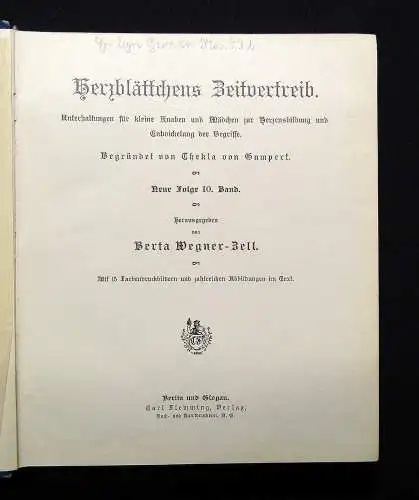 Herzblättchens Zeitvertreib.
Unterhaltungen für kleine Knaben und Mädchen zur Herzensbildung und
Entwickelung der Begriffe.
Begründet von Thekla von Gumpert.
Neue Folge 10. Band.
Herausgegeben
von
Berta Wegner-Zell.
Mit 15 Farbendruckbildern und zahlreichen Abbildungen im Text.
Berlin und Glogau.
Carl Flemming, Verlag,
Buch- und Kunstdruckerei, A. G.